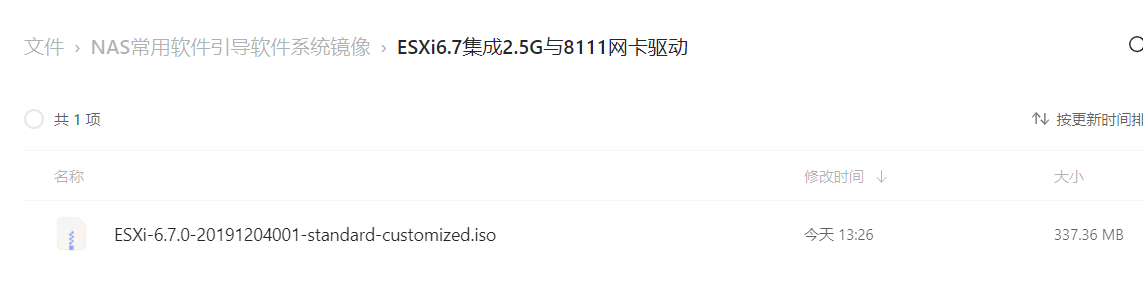 文件 › NAS常用软件引导软件系统镜像 › ESXi6.7集成2.5G与8111网卡驱动
共 1 项 按更新时间排
名称 修改时间 ↓ 大小
ESXi-6.7.0-20191204001-standard-customized.iso 今天 13:26 337.36 MB